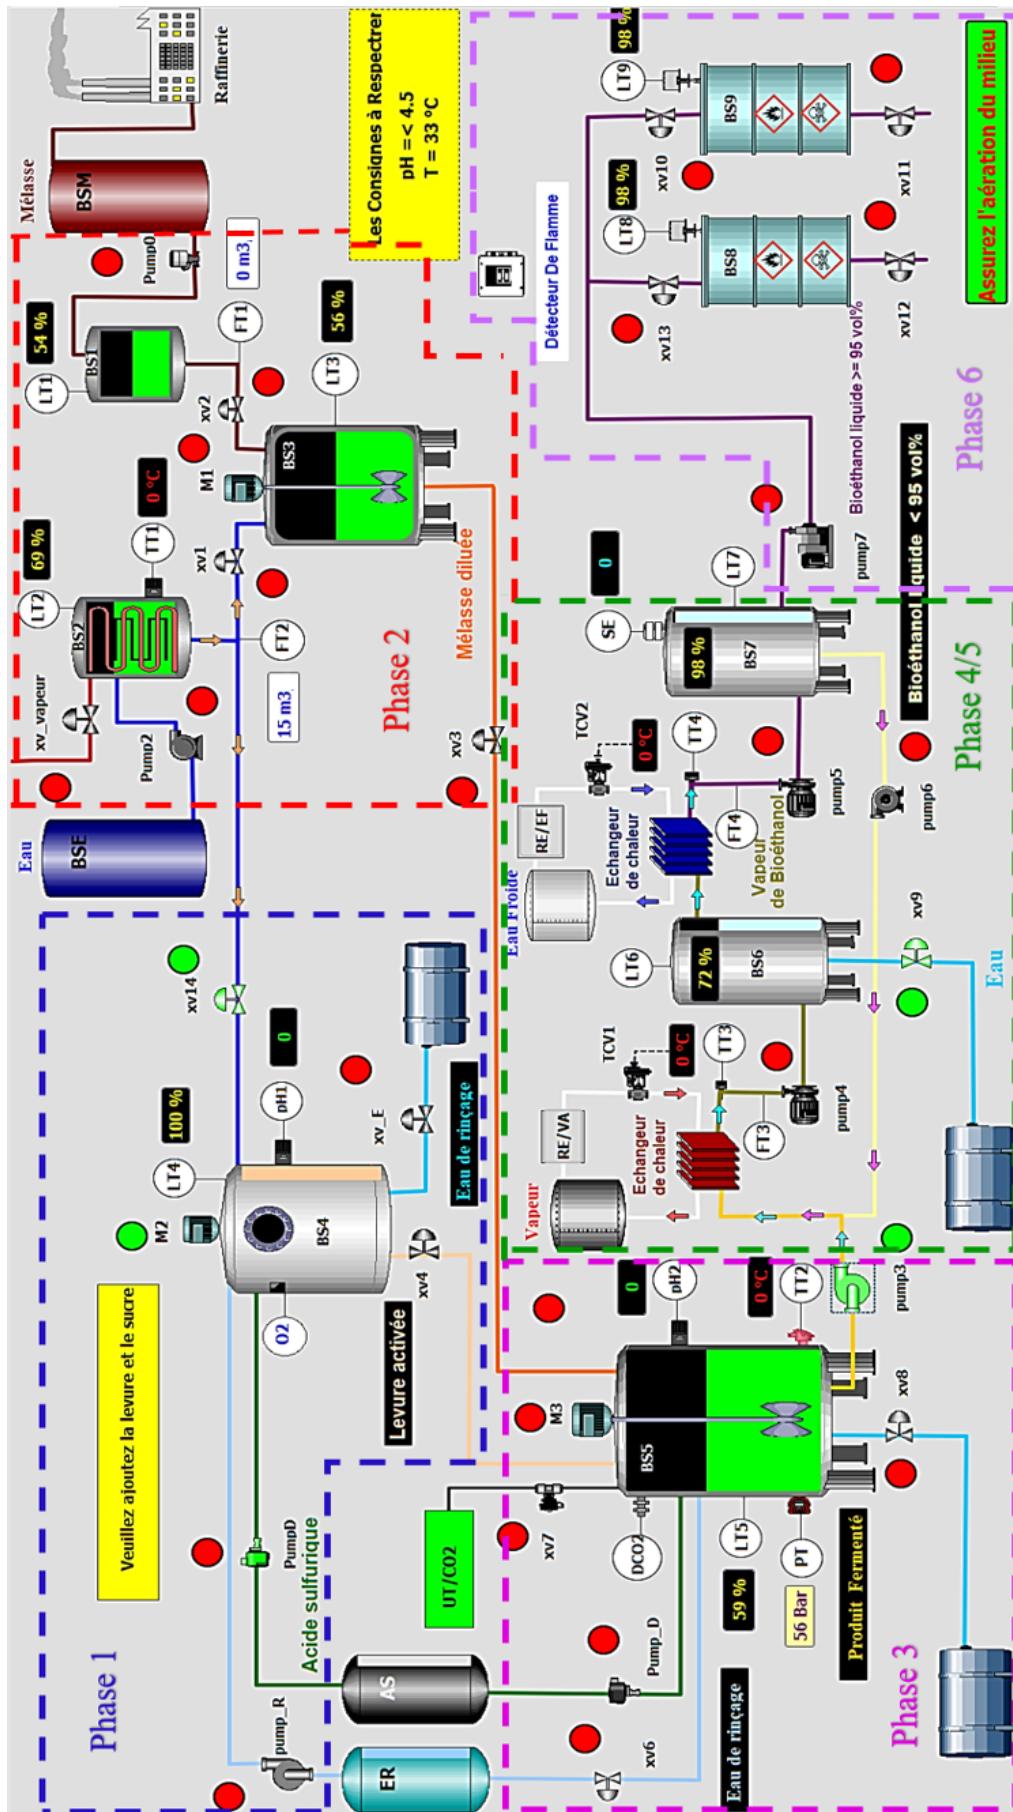 Phase 1
Veuillez ajoutez la levure et le sucre
M2
LT4
100 %
pH1
0
xv14
O2
BS4
xv4
xv_E
Eau de rinçage
Levure activée
PumpD
Acide sulfurique
pump_R
AS
ER
Eau
BSE
Pump2
xv_vapeur
BS2
LT2
69 %
TT1
0 °C
FT2
15 m3
xv1
M1
BS3
xv2
FT1
0 m3
LT1
BS1
54 %
LT3
56 %
Pump0
Mélasse
BSM
Raffinerie
Phase 2
Mélasse diluée
xv3
Les Consignes à Respectrer
pH =< 4.5
T = 33 °C
UT/CO2
xv7
M3
BS5
DCO2
LT5
59 %
PT
56 Bar
Produit Fermenté
pH2
0
TT2
0 °C
pump3
xv8
Pump_D
xv6
Eau de rinçage
Phase 3
Vapeur
RE/VA
TCV1
0 °C
Echangeur
de chaleur
TT3
FT3
pump4
LT6
72 %
BS6
xv9
Eau
Eau Froide
RE/EF
TCV2
0 °C
Echangeur
de chaleur
TT4
FT4
Vapeur
de Bioéthanol
pump5
pump6
SE
0
LT7
98 %
BS7
Bioéthanol liquide < 95 vol%
Phase 4/5
pump7
Bioéthanol liquide >= 95 vol%
Détecteur De Flamme
xv13
LT8
98 %
BS8
xv12
xv10
LT9
98 %
BS9
xv11
Phase 6
Assurez l'aération du milieu